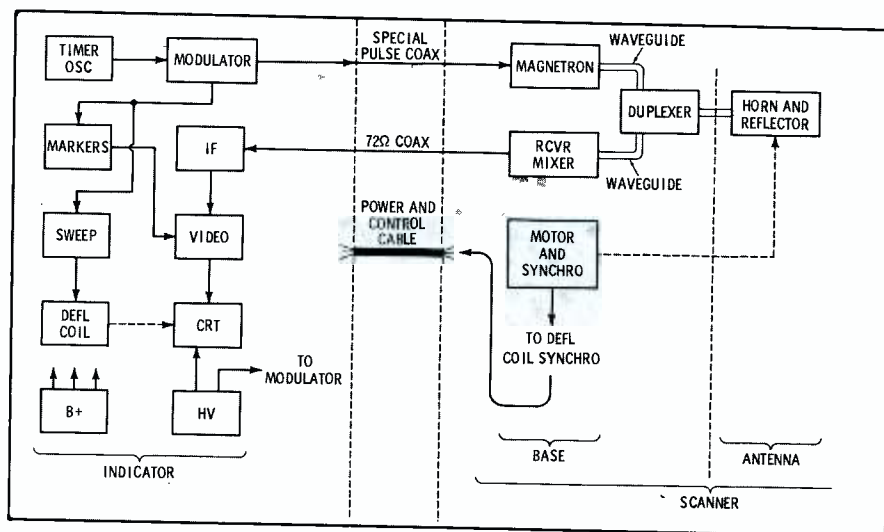 TIMER
OSC
MODULATOR
SPECIAL
PULSE COAX
MAGNETRON
WAVEGUIDE
DUPLEXER
HORN AND
REFLECTOR
MARKERS
IF
72Ω COAX
RCVR
MIXER
WAVEGUIDE
SWEEP
VIDEO
POWER AND
CONTROL
CABLE
MOTOR
AND
SYNCHRO
DEFL
COIL
CRT
TO
MODULATOR
TO DEFL
COIL SYNCHRO
B+
HV
INDICATOR
BASE
ANTENNA
SCANNER